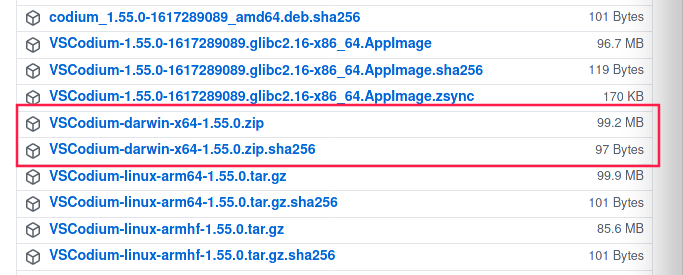 codium_1.55.0-1617289089_amd64.deb.sha256 101 Bytes
VSCodium-1.55.0-1617289089.glibc2.16-x86_64.AppImage 96.7 MB
VSCodium-1.55.0-1617289089.glibc2.16-x86_64.AppImage.sha256 119 Bytes
VSCodium-1.55.0-1617289089.glibc2.16-x86_64.AppImage.zsync 170 KB
VSCodium-darwin-x64-1.55.0.zip 99.2 MB
VSCodium-darwin-x64-1.55.0.zip.sha256 97 Bytes
VSCodium-linux-arm64-1.55.0.tar.gz 99.9 MB
VSCodium-linux-arm64-1.55.0.tar.gz.sha256 101 Bytes
VSCodium-linux-armhf-1.55.0.tar.gz 85.6 MB
VSCodium-linux-armhf-1.55.0.tar.gz.sha256 101 Bytes